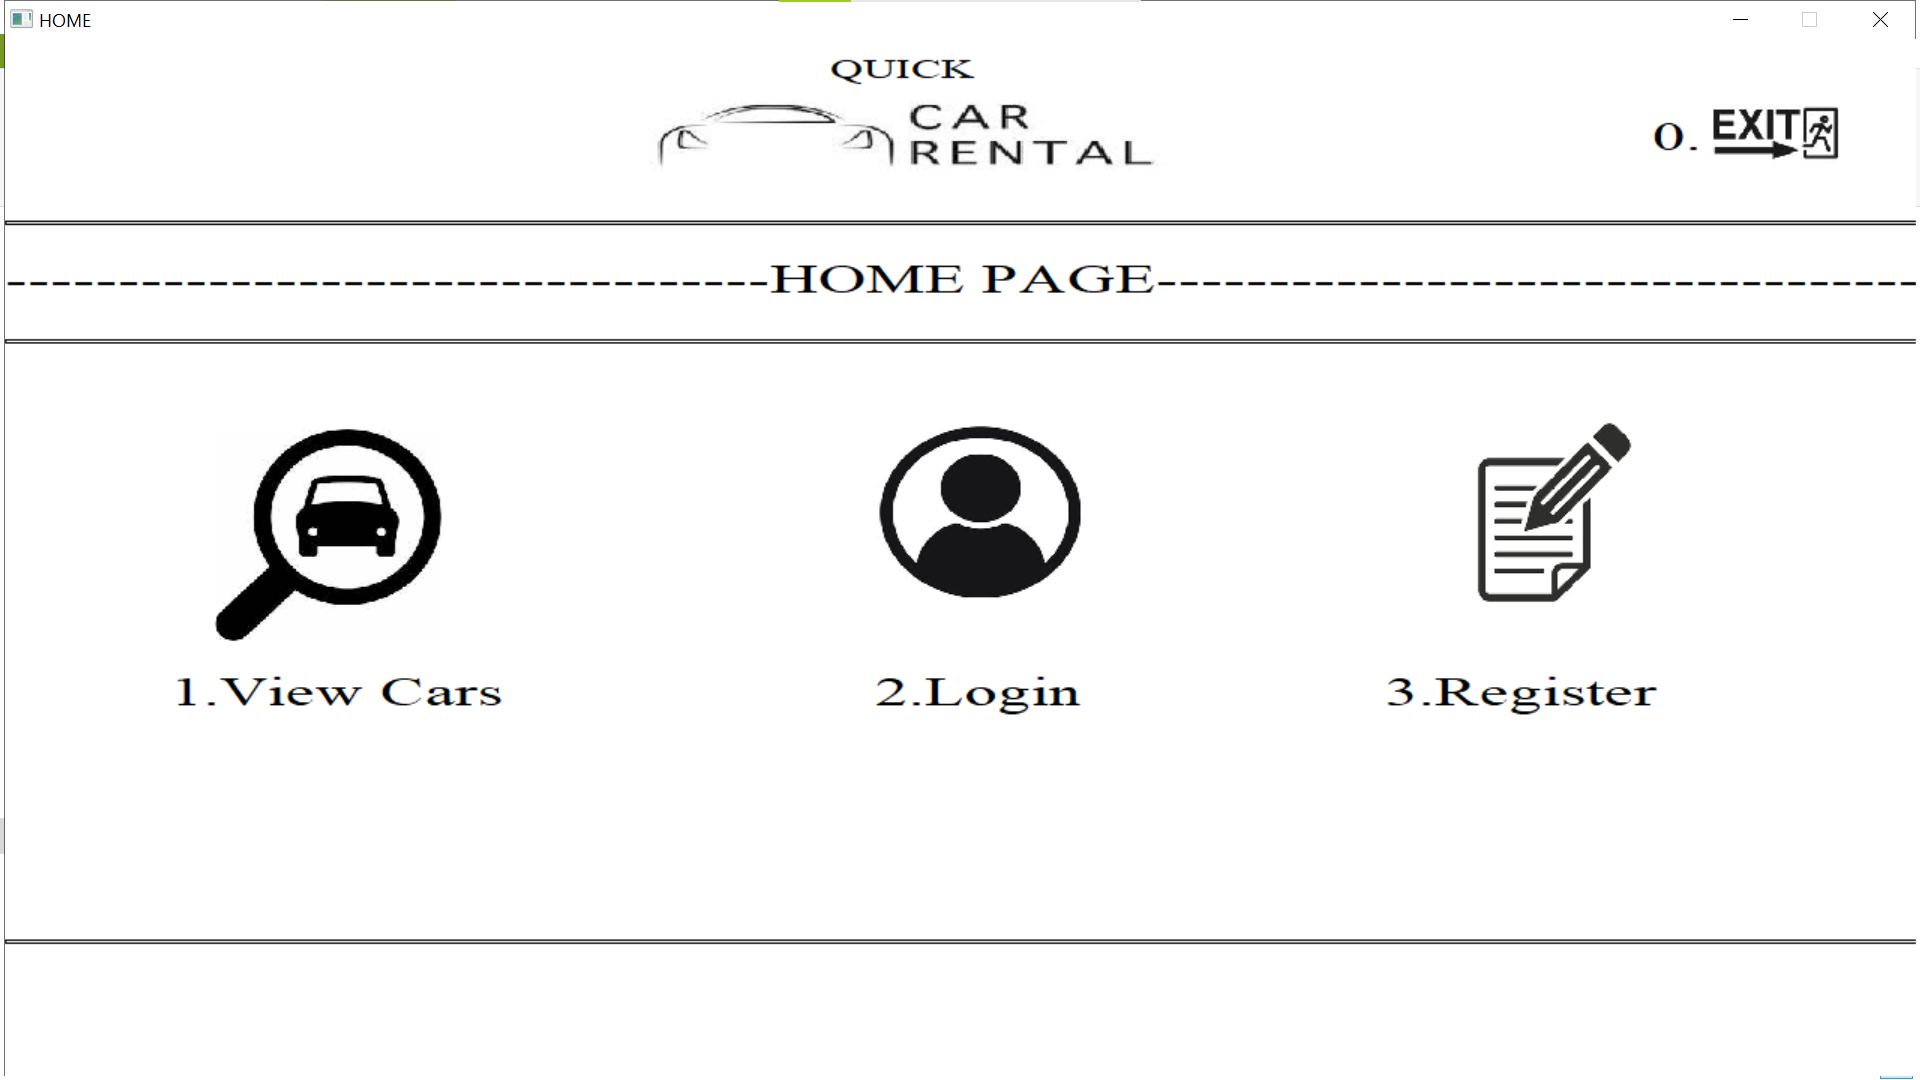 HOME
QUICK
CAR
RENTAL
0. EXIT
---------------------------------HOME PAGE---------------------------------
1.View Cars
2.Login
3.Register